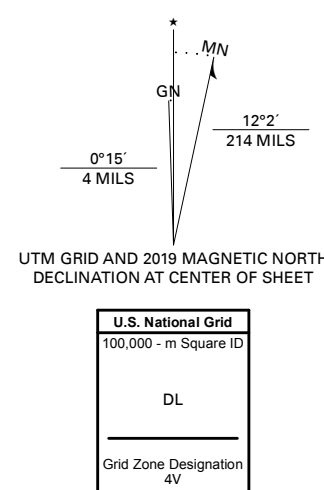 ★
MN
GN
12°2´
214 MILS
0°15´
4 MILS
UTM GRID AND 2019 MAGNETIC NORTH
DECLINATION AT CENTER OF SHEET
U.S. National Grid
100,000 - m Square ID
DL
Grid Zone Designation
4V